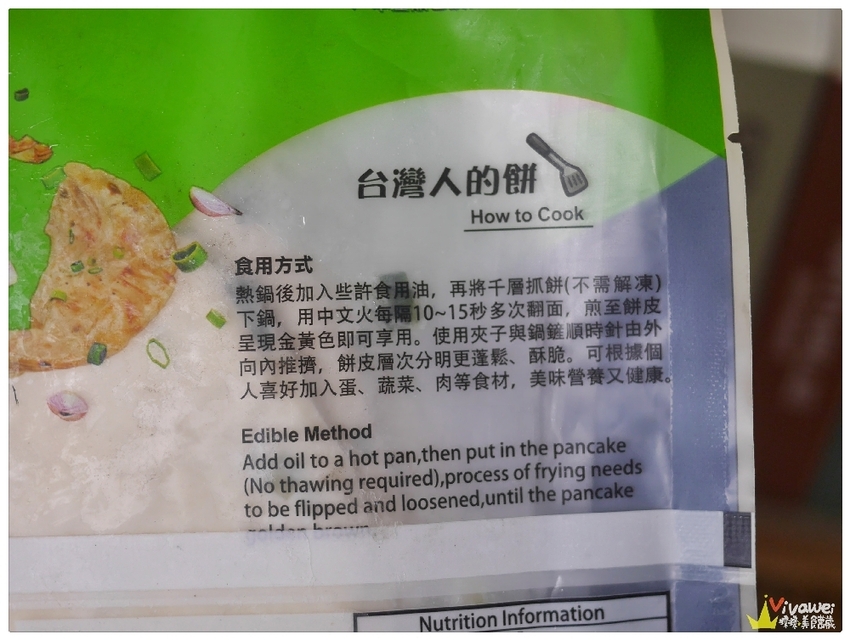 台灣人的餅
How to Cook
食用方式
熱鍋後加入些許食用油，再將千層抓餅(不需解凍)
下鍋，用中文火每隔10~15秒多次翻面，煎至餅皮
呈現金黃色即可享用。使用夾子與鍋鏟順時針由外
向內推擠，餅皮層次分明更蓬鬆、酥脆。可根據個
人喜好加入蛋、蔬菜、肉等食材，美味營養又健康。
Edible Method
Add oil to a hot pan,then put in the pancake
(No thawing required),process of frying needs
to be flipped and loosened,until the pancake
golden brown
Nutrition Information
Viyawei